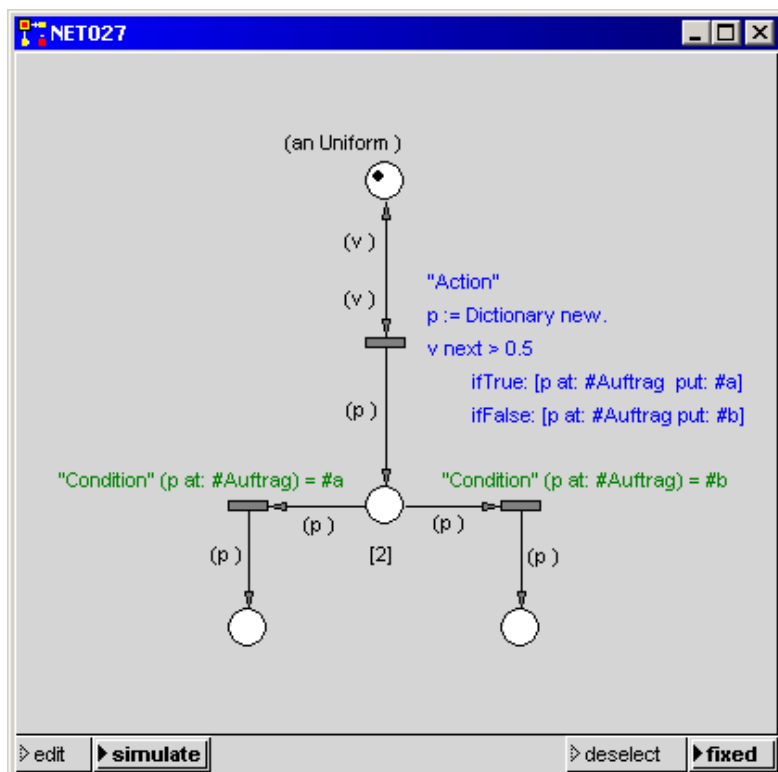 NET027
(an Uniform )
(v )
(v )
"Action"
p := Dictionary new.
v next > 0.5
ifTrue: [p at: #Auftrag  put: #a]
ifFalse: [p at: #Auftrag put: #b]
(p )
"Condition" (p at: #Auftrag) = #a
"Condition" (p at: #Auftrag) = #b
(p )
(p )
(p )
[2]
(p )
edit
simulate
deselect
fixed